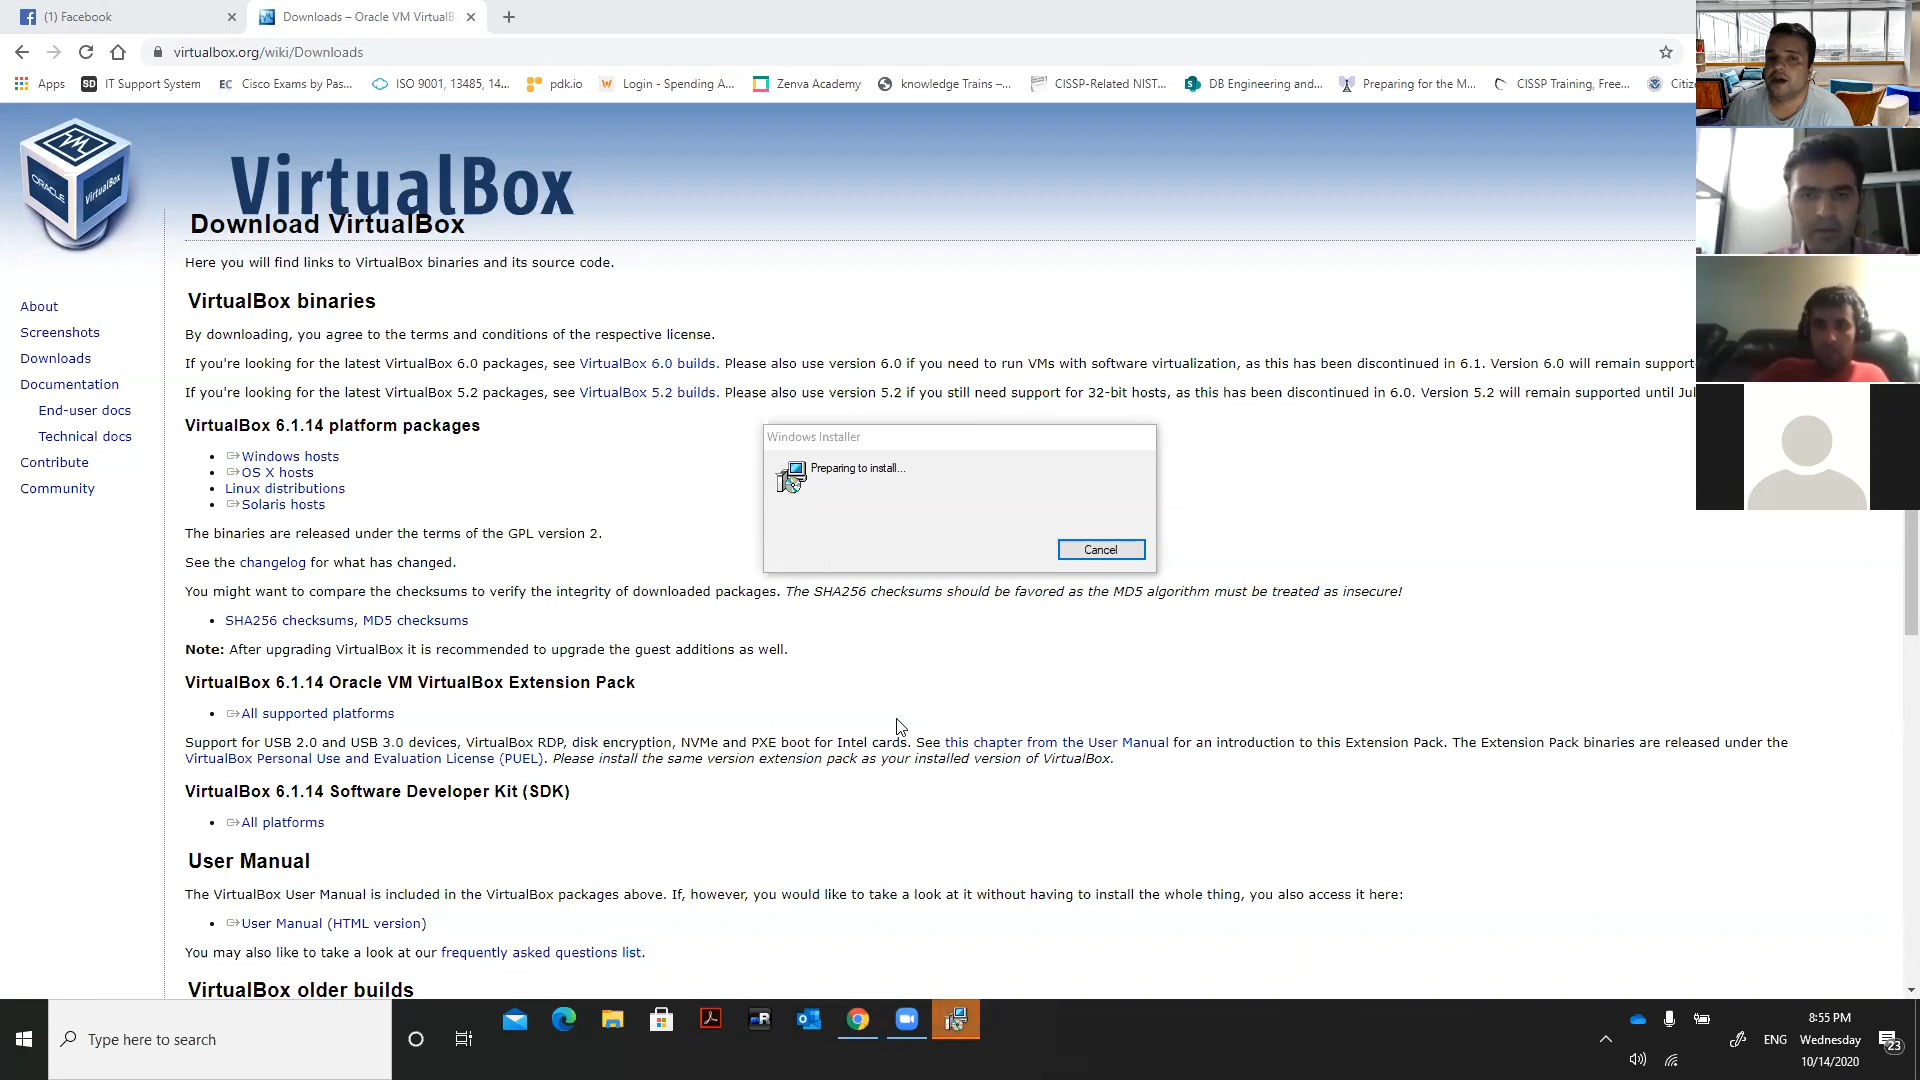 (1) Facebook
Downloads – Oracle VM VirtualB
virtualbox.org/wiki/Downloads
Apps
SD IT Support System
EC Cisco Exams by Pas...
ISO 9001, 13485, 14...
pdk.io
W Login - Spending A...
Zenva Academy
knowledge Trains –...
CISSP-Related NIST...
DB Engineering and...
Preparing for the M...
CISSP Training, Free...
Citiz
ORACLE VirtualBox
VirtualBox
Download VirtualBox
Here you will find links to VirtualBox binaries and its source code.
About
Screenshots
Downloads
Documentation
End-user docs
Technical docs
Contribute
Community
VirtualBox binaries
By downloading, you agree to the terms and conditions of the respective license.
If you're looking for the latest VirtualBox 6.0 packages, see VirtualBox 6.0 builds. Please also use version 6.0 if you need to run VMs with software virtualization, as this has been discontinued in 6.1. Version 6.0 will remain support
If you're looking for the latest VirtualBox 5.2 packages, see VirtualBox 5.2 builds. Please also use version 5.2 if you still need support for 32-bit hosts, as this has been discontinued in 6.0. Version 5.2 will remain supported until Jul
VirtualBox 6.1.14 platform packages
Windows hosts
OS X hosts
Linux distributions
Solaris hosts
The binaries are released under the terms of the GPL version 2.
See the changelog for what has changed.
You might want to compare the checksums to verify the integrity of downloaded packages. The SHA256 checksums should be favored as the MD5 algorithm must be treated as insecure!
SHA256 checksums, MD5 checksums
Note: After upgrading VirtualBox it is recommended to upgrade the guest additions as well.
VirtualBox 6.1.14 Oracle VM VirtualBox Extension Pack
All supported platforms
Support for USB 2.0 and USB 3.0 devices, VirtualBox RDP, disk encryption, NVMe and PXE boot for Intel cards. See this chapter from the User Manual for an introduction to this Extension Pack. The Extension Pack binaries are released under the
VirtualBox Personal Use and Evaluation License (PUEL). Please install the same version extension pack as your installed version of VirtualBox.
VirtualBox 6.1.14 Software Developer Kit (SDK)
All platforms
User Manual
The VirtualBox User Manual is included in the VirtualBox packages above. If, however, you would like to take a look at it without having to install the whole thing, you also access it here:
User Manual (HTML version)
You may also like to take a look at our frequently asked questions list.
VirtualBox older builds
Windows Installer
Preparing to install...
Cancel
Type here to search
ENG
8:55 PM
Wednesday
10/14/2020
23